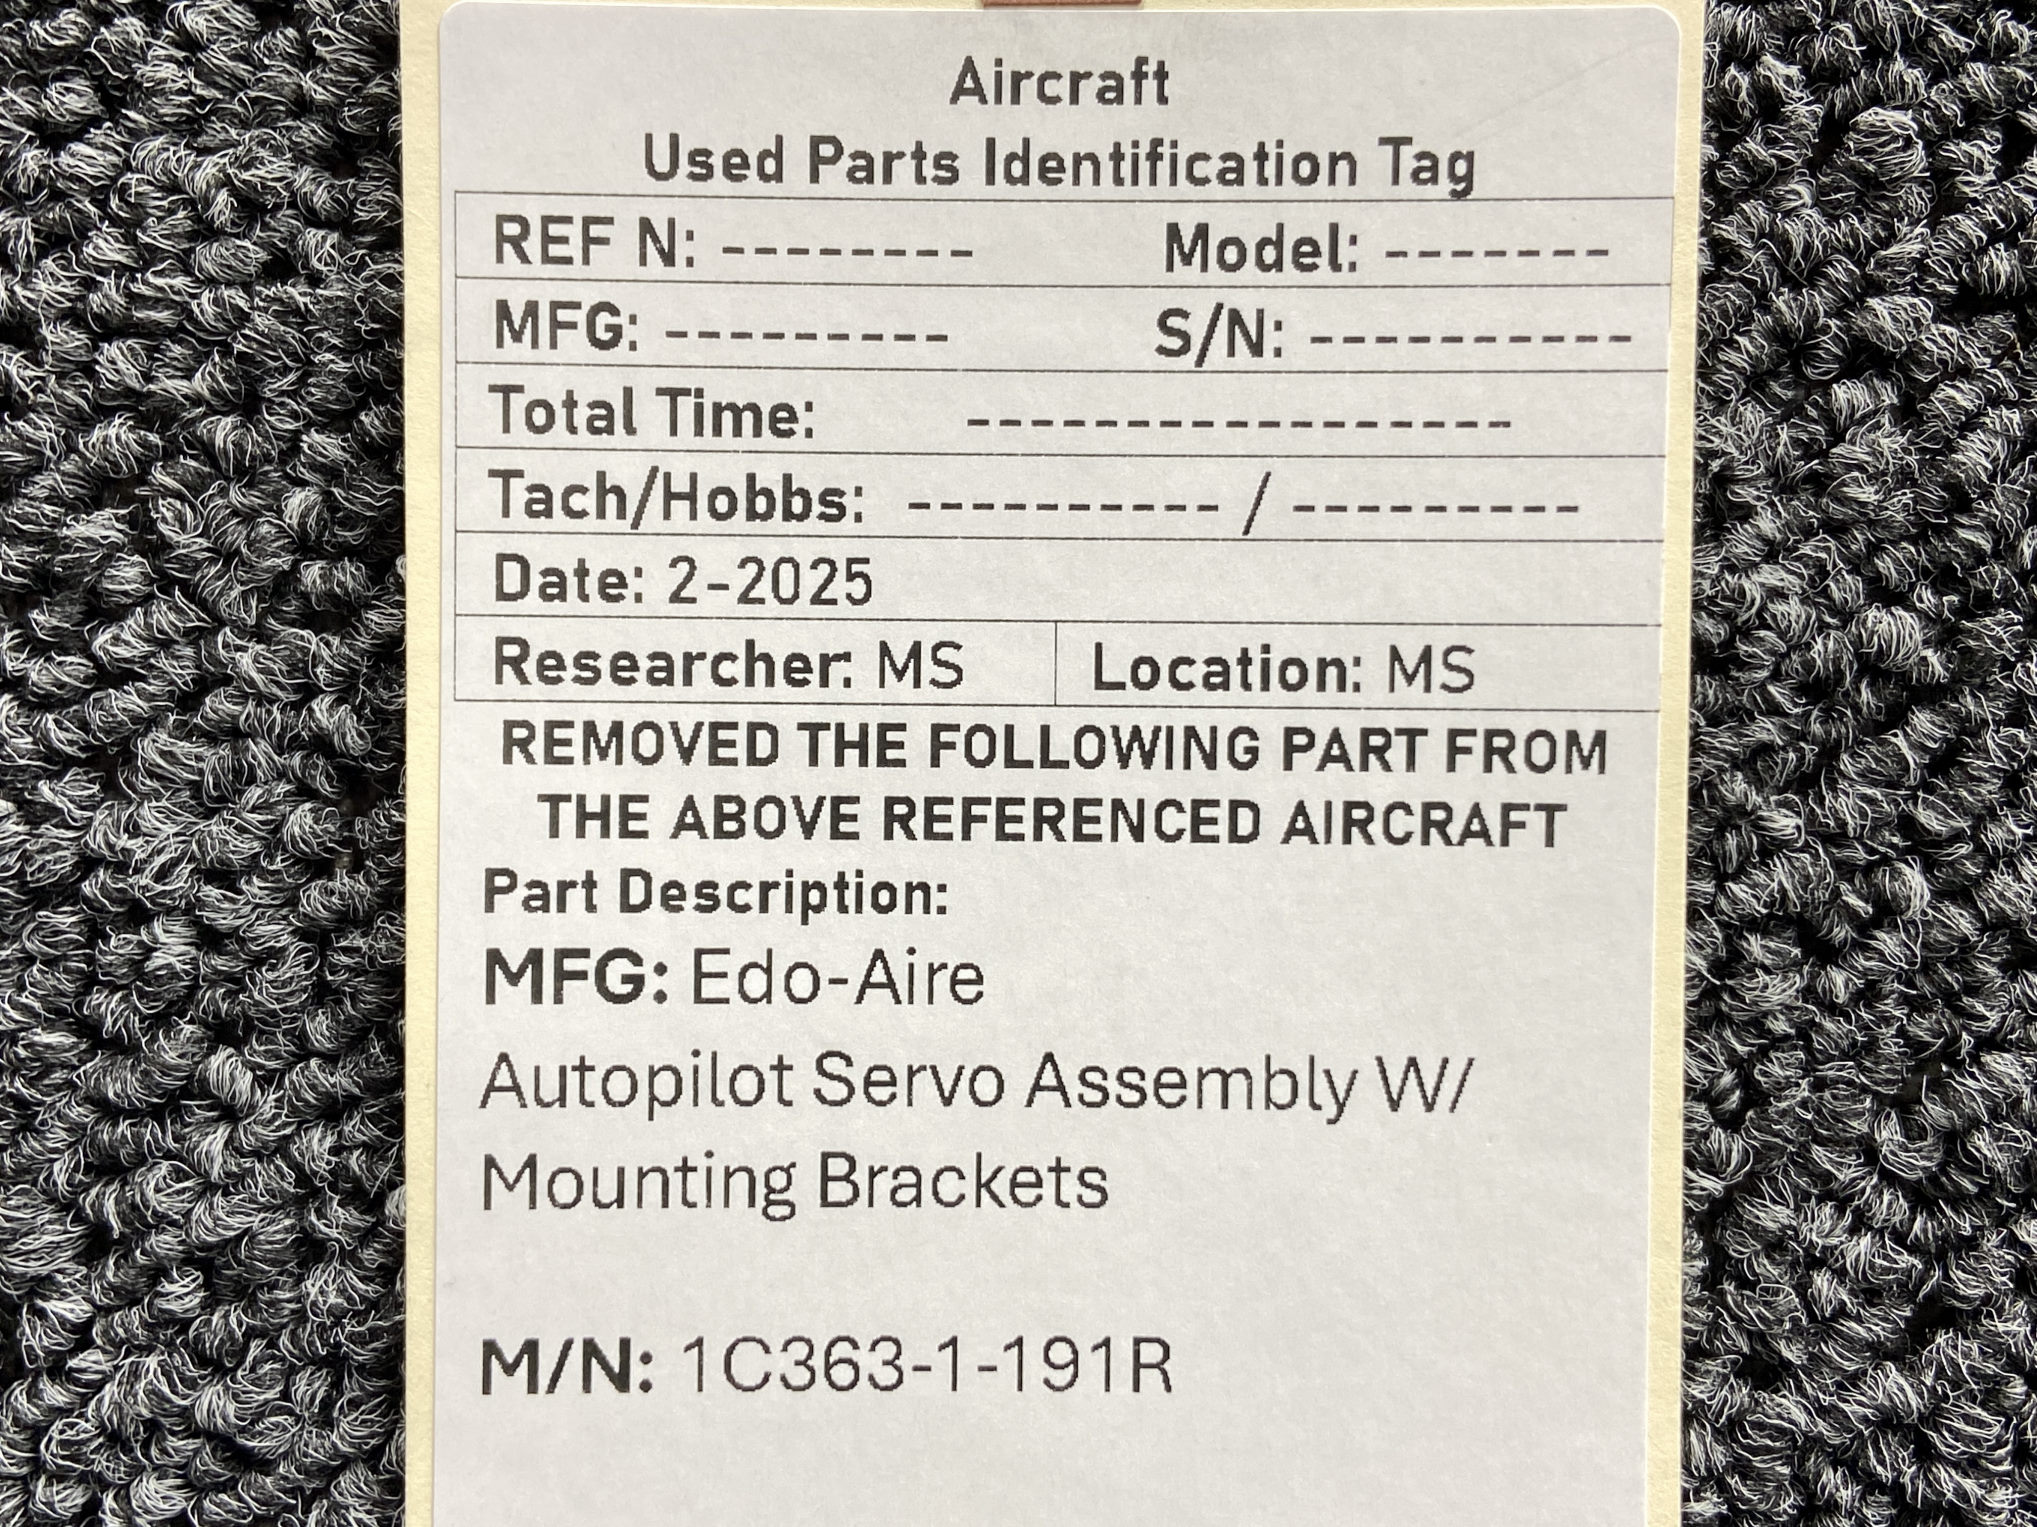 Aircraft
Used Parts Identification Tag
REF N: -------- Model: -------
MFG: --------- S/N: -----------
Total Time: ------------------
Tach/Hobbs: ---------- / ---------
Date: 2-2025
Researcher: MS Location: MS
REMOVED THE FOLLOWING PART FROM
THE ABOVE REFERENCED AIRCRAFT
Part Description:
MFG: Edo-Aire
Autopilot Servo Assembly W/
Mounting Brackets
M/N: 1C363-1-191R